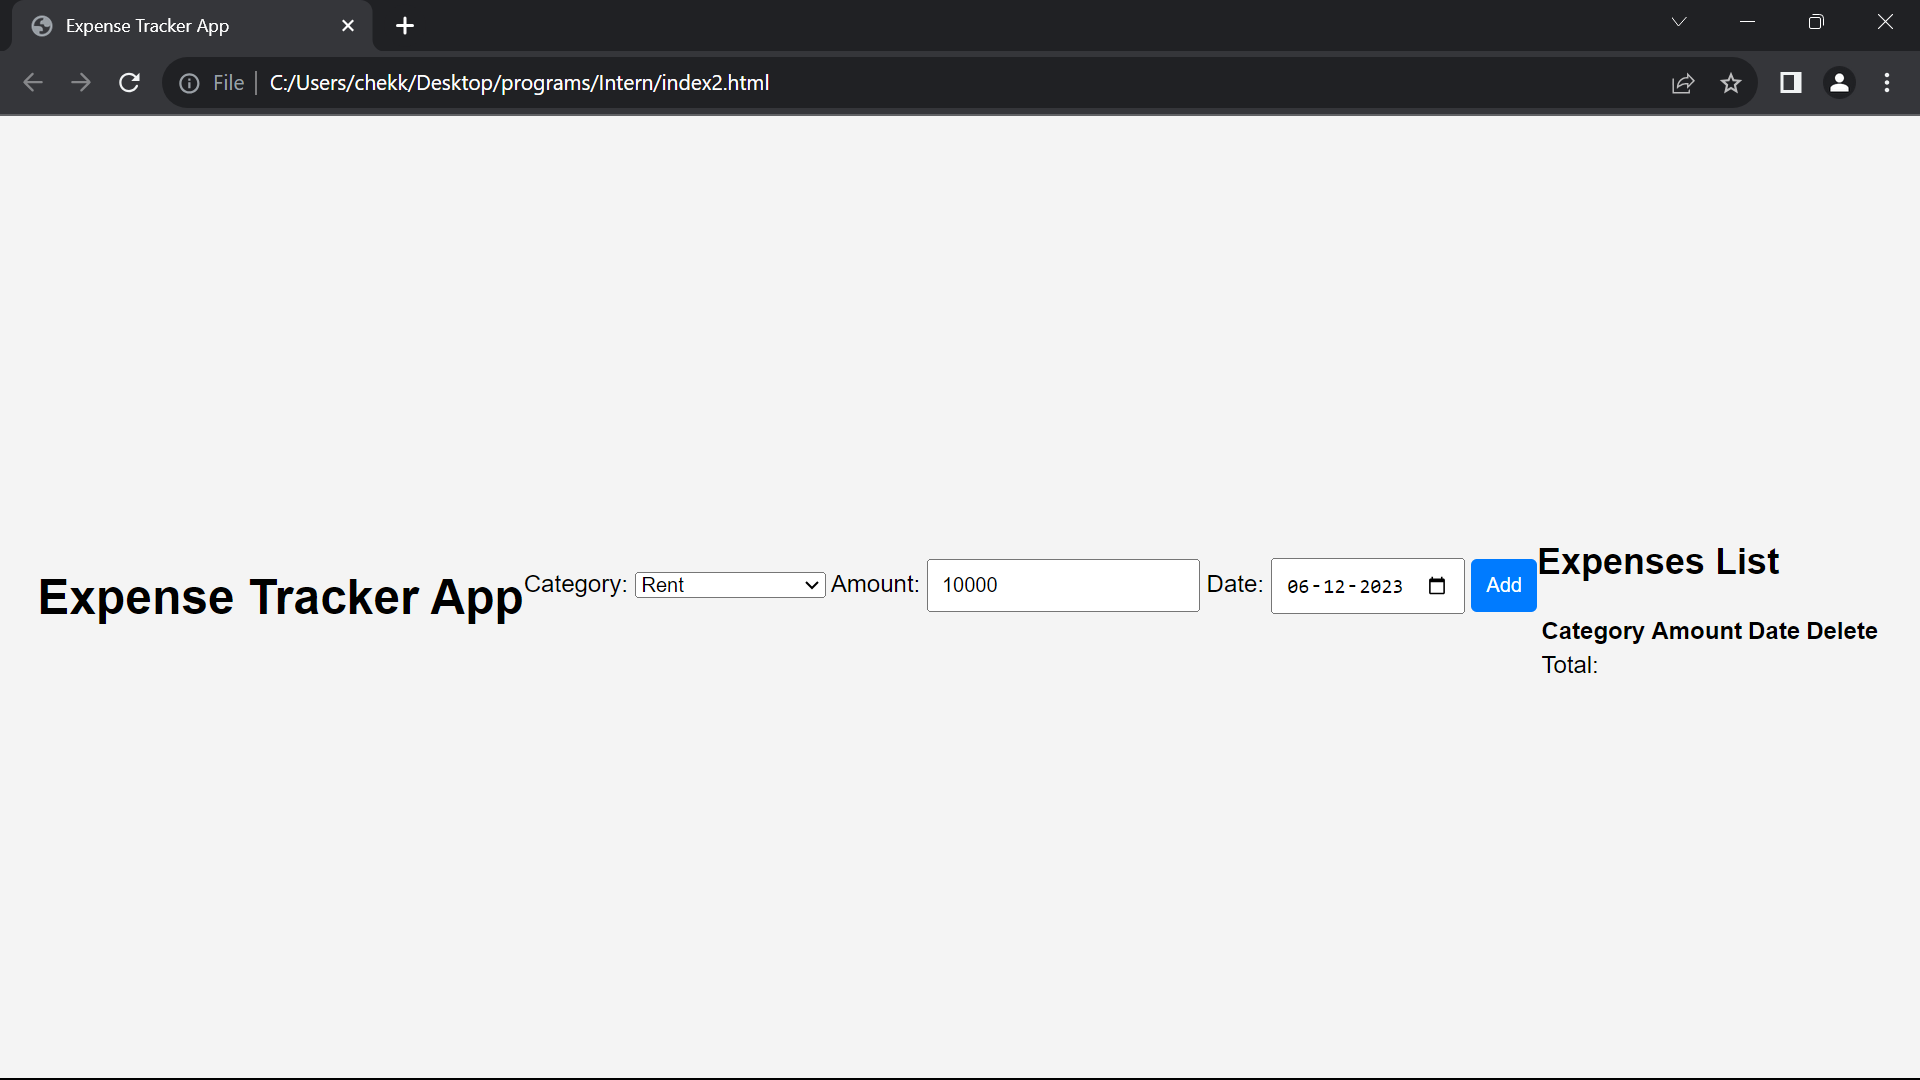 Expense Tracker App
File
C:/Users/chekk/Desktop/programs/Intern/index2.html
Expense Tracker App
Category: Rent Amount: 10000 Date: 06-12-2023 Add
Expenses List
Category Amount Date Delete
Total: